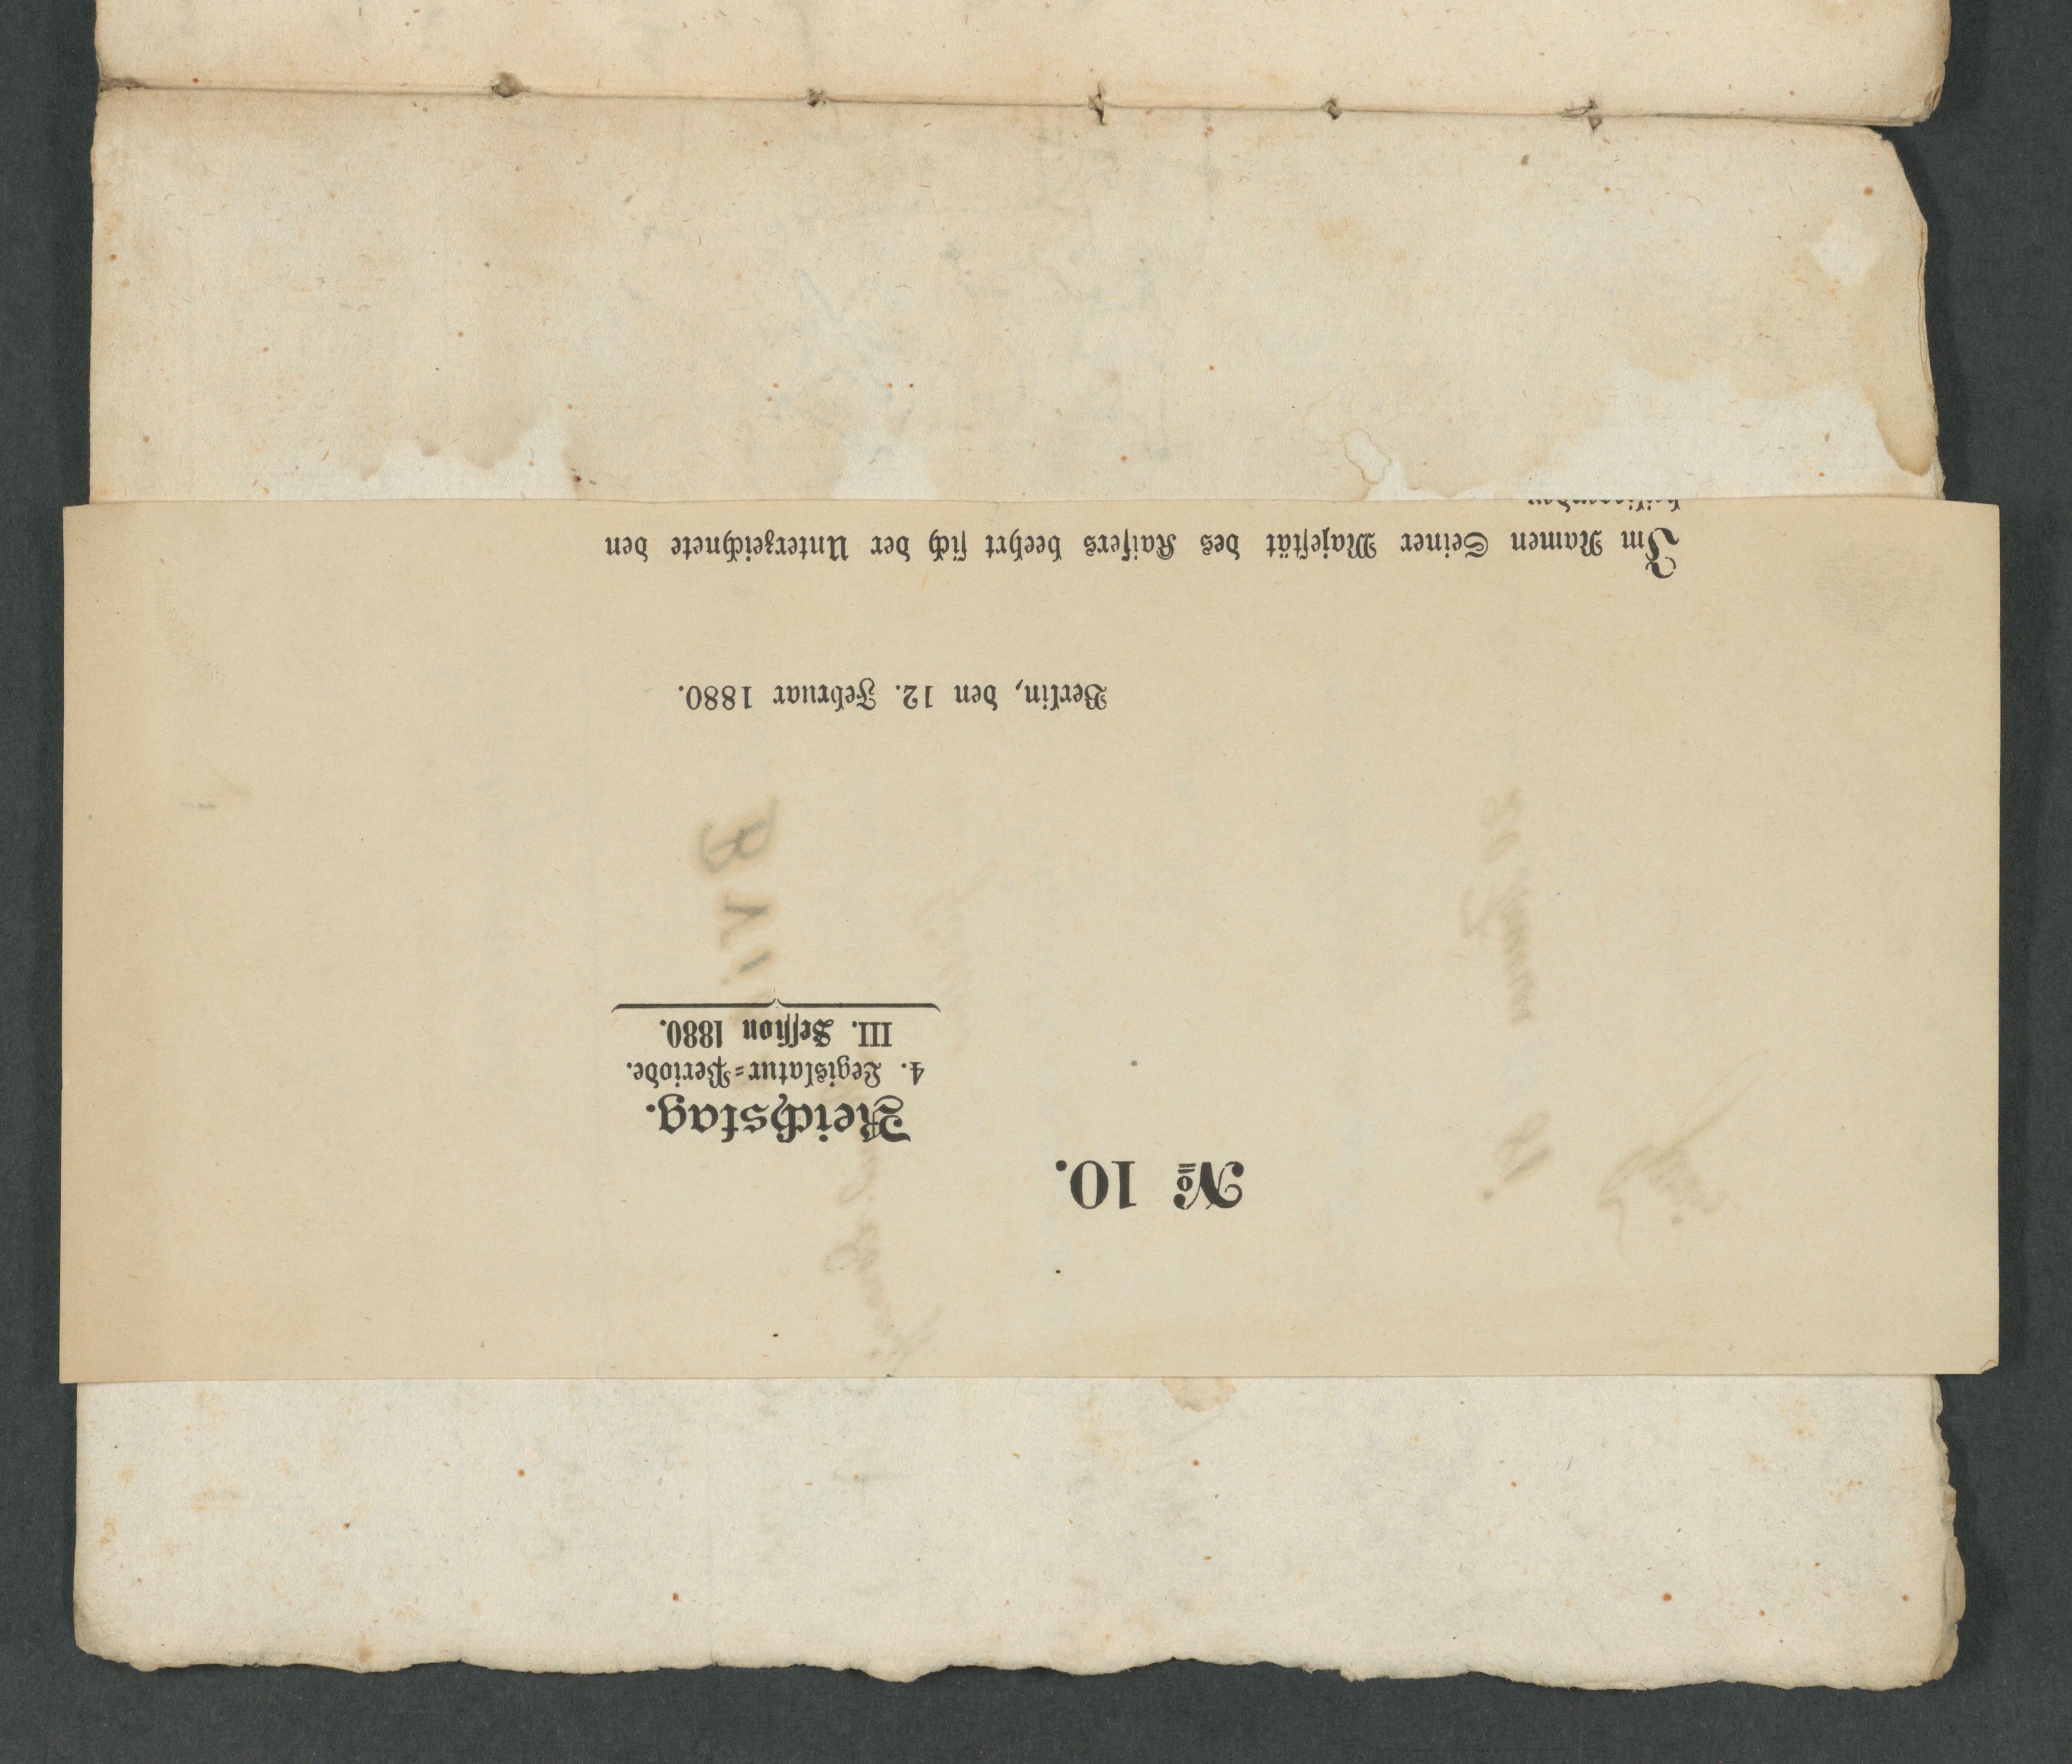 № 10.
Reichstag.
4. Legislatur-Periode.
III. Session 1880.
Berlin, den 12. Februar 1880.
Im Namen Seiner Majestät des Kaisers beehrt sich der Unterzeichnete den